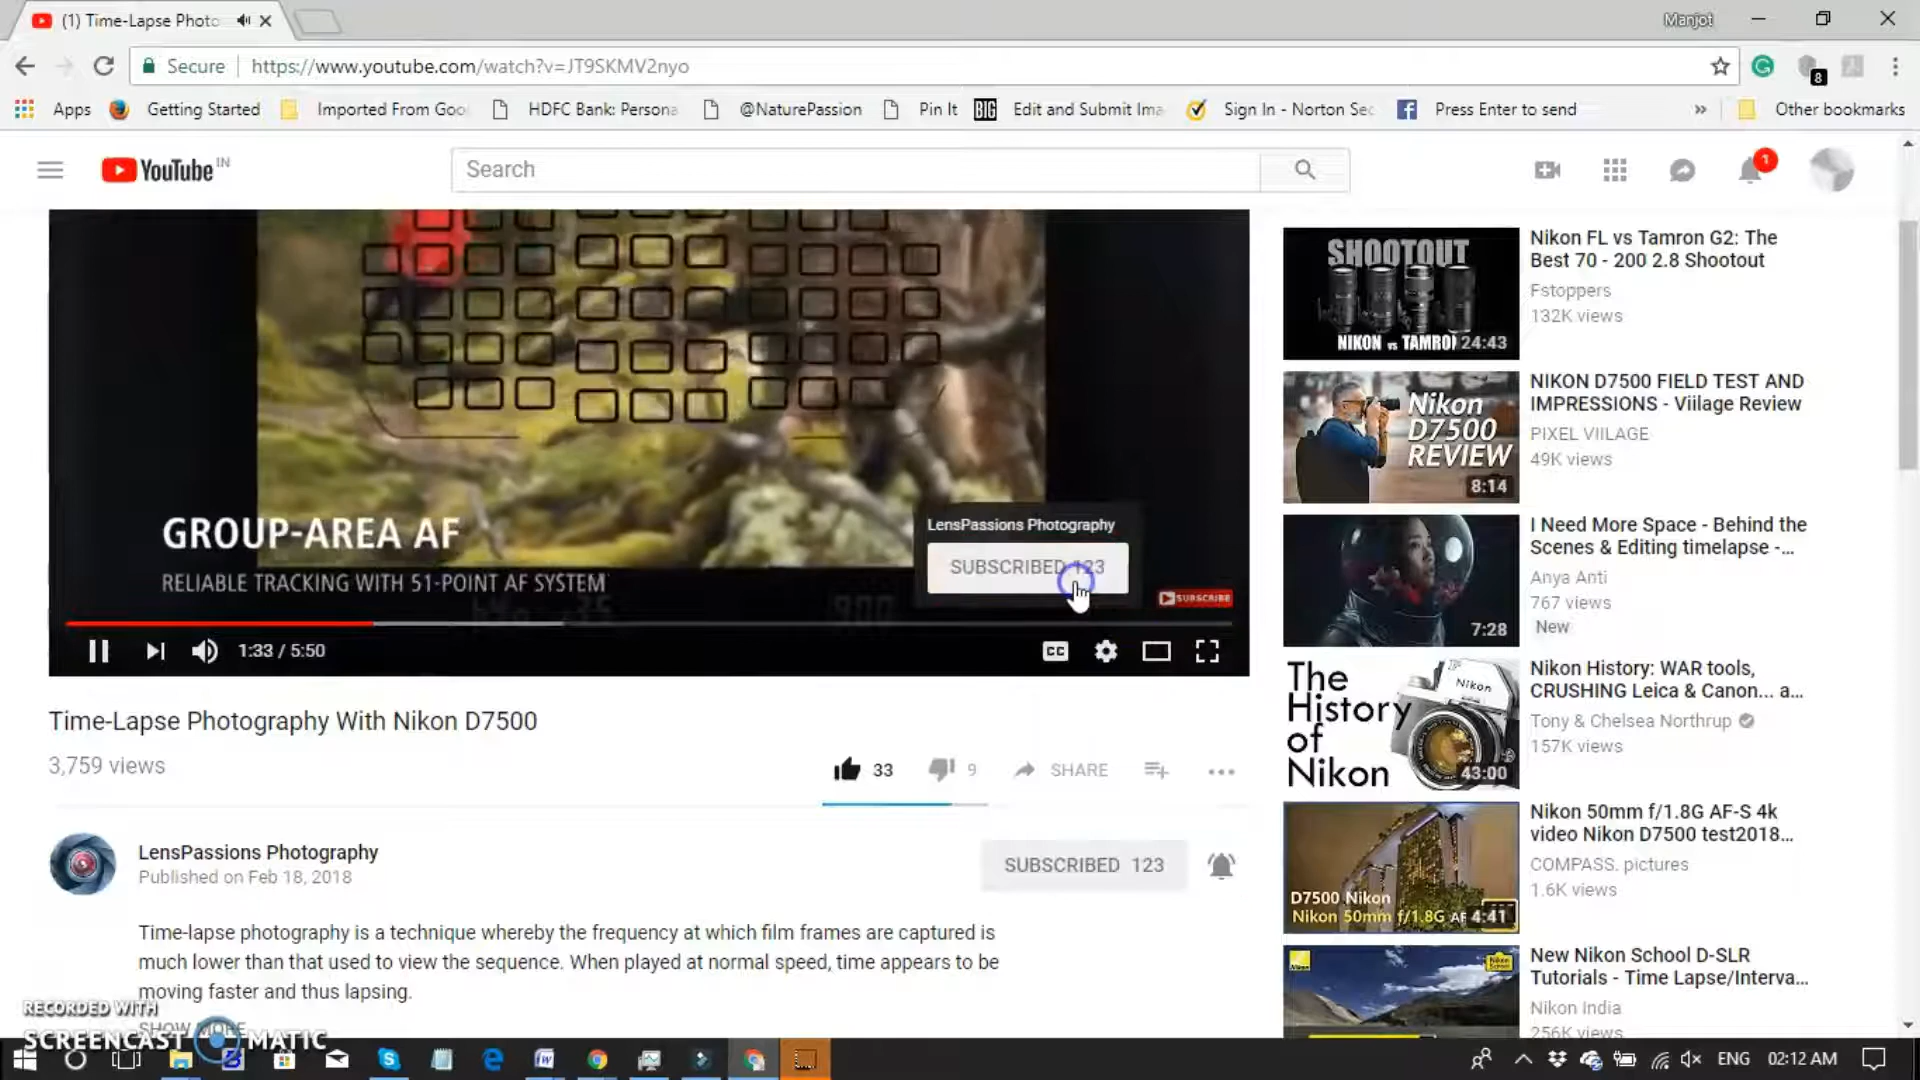 (1) Time-Lapse Photo
Manjot
Secure
https://www.youtube.com/watch?v=JT9SKMV2nyo
8
Apps
Getting Started
Imported From Goo
HDFC Bank: Persona
@NaturePassion
Pin It
BIG
Edit and Submit Ima
Sign In - Norton Sec
Press Enter to send
»
Other bookmarks
YouTube IN
Search
1
GROUP-AREA AF
RELIABLE TRACKING WITH 51-POINT AF SYSTEM
LensPassions Photography
SUBSCRIBED 123
SUBSCRIBE
1:33 / 5:50
CC
Time-Lapse Photography With Nikon D7500
3,759 views
33
9
SHARE
LensPassions Photography
Published on Feb 18, 2018
SUBSCRIBED 123
Time-lapse photography is a technique whereby the frequency at which film frames are captured is
much lower than that used to view the sequence. When played at normal speed, time appears to be
moving faster and thus lapsing.
SHOW MORE
RECORDED WITH
SCREENCAST MATIC
SHOOTOUT
NIKON vs TAMRON
24:43
Nikon FL vs Tamron G2: The
Best 70 - 200 2.8 Shootout
Fstoppers
132K views
Nikon
D7500
REVIEW
8:14
NIKON D7500 FIELD TEST AND
IMPRESSIONS - Viilage Review
PIXEL VIILAGE
49K views
7:28
I Need More Space - Behind the
Scenes & Editing timelapse -...
Anya Anti
767 views
New
The
History
of
Nikon
Nikon
43:00
Nikon History: WAR tools,
CRUSHING Leica & Canon... a...
Tony & Chelsea Northrup
157K views
D7500 Nikon
Nikon 50mm f/1.8G AF
4:41
Nikon 50mm f/1.8G AF-S 4k
video Nikon D7500 test2018...
COMPASS. pictures
1.6K views
Nikon School
New Nikon School D-SLR
Tutorials - Time Lapse/Interva...
Nikon India
256K views
ENG
02:12 AM